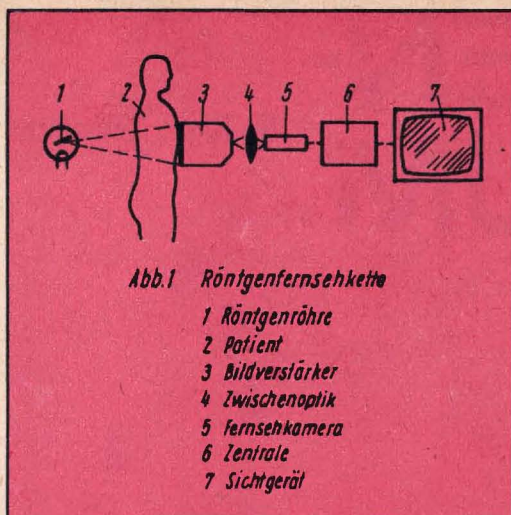 1 2 3 4 5 6 7
Abb.1 Röntgenfernsehkette
1 Röntgenröhre
2 Patient
3 Bildverstärker
4 Zwischenoptik
5 Fernsehkamera
6 Zentrale
7 Sichtgerät